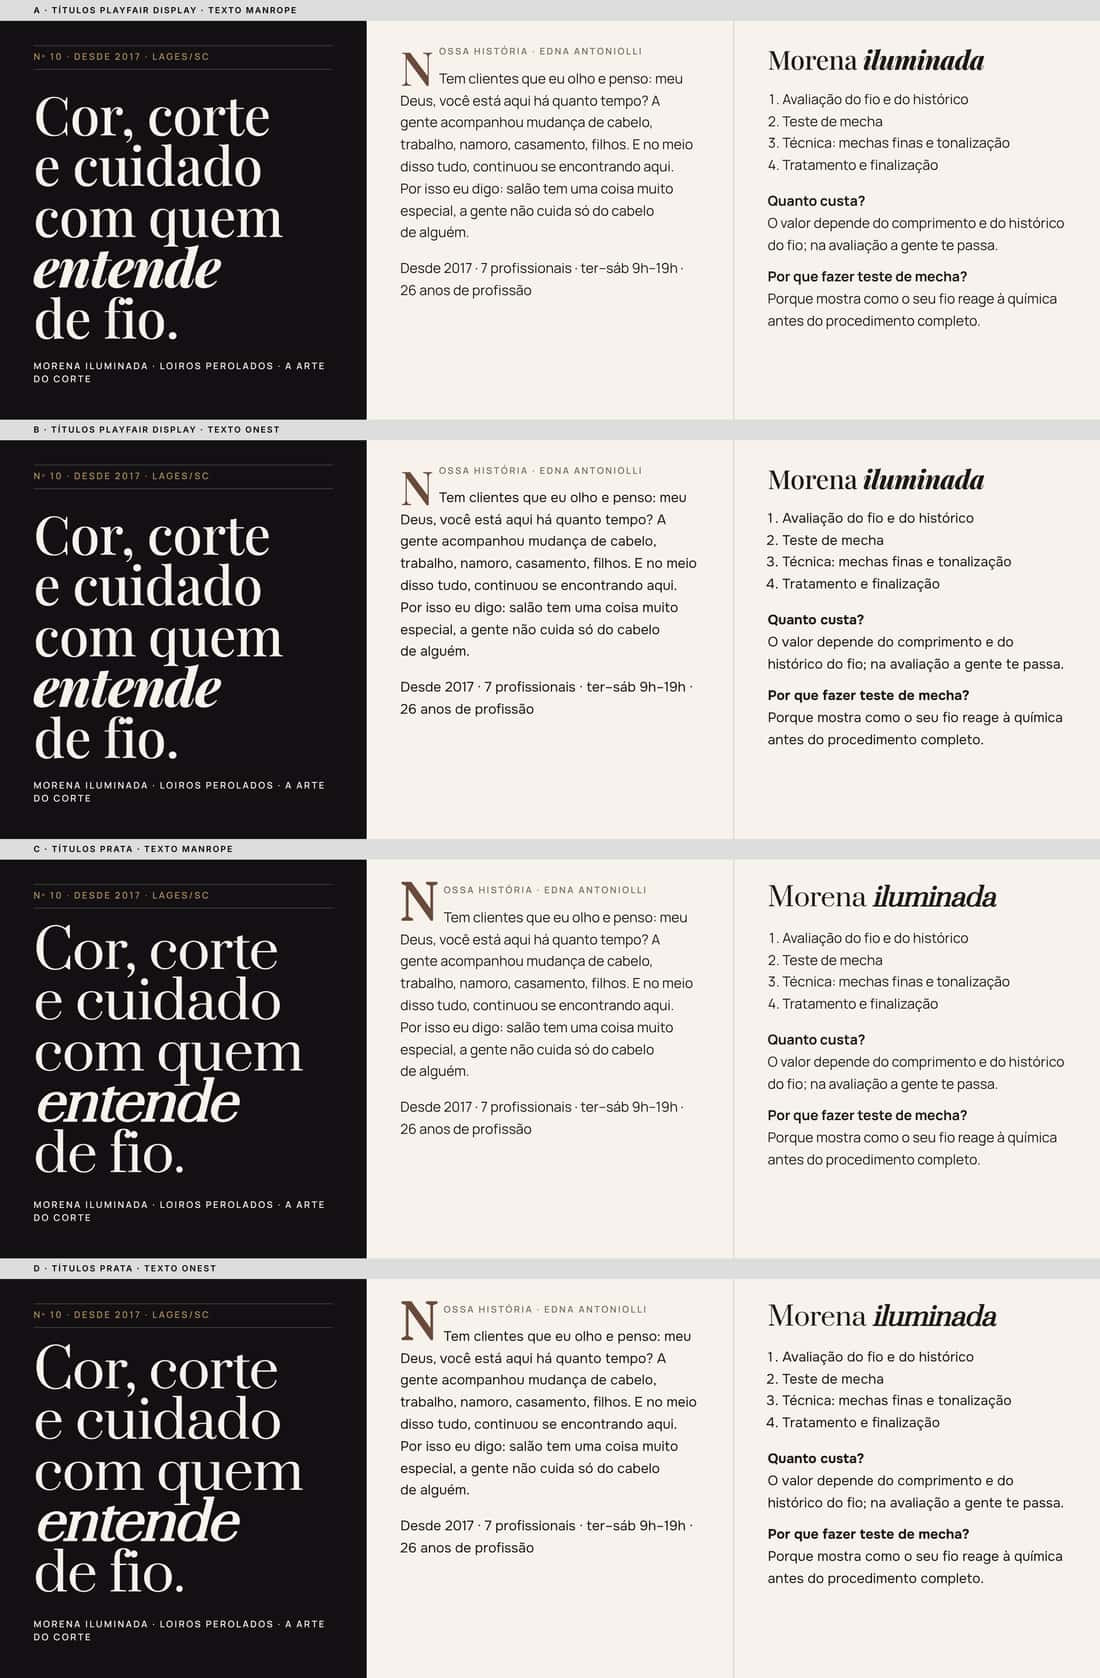 A · TÍTULOS PLAYFAIR DISPLAY · TEXTO MANROPE
Nº 10 · DESDE 2017 · LAGES/SC
Cor, corte
e cuidado
com quem
entende
de fio.
MORENA ILUMINADA · LOIROS PEROLADOS · A ARTE
DO CORTE
NOSSA HISTÓRIA · EDNA ANTONIOLLI
Tem clientes que eu olho e penso: meu
Deus, você está aqui há quanto tempo? A
gente acompanhou mudança de cabelo,
trabalho, namoro, casamento, filhos. E no meio
disso tudo, continuou se encontrando aqui.
Por isso eu digo: salão tem uma coisa muito
especial, a gente não cuida só do cabelo
de alguém.
Desde 2017 · 7 profissionais · ter–sáb 9h–19h ·
26 anos de profissão
Morena iluminada
1. Avaliação do fio e do histórico
2. Teste de mecha
3. Técnica: mechas finas e tonalização
4. Tratamento e finalização
Quanto custa?
O valor depende do comprimento e do histórico
do fio; na avaliação a gente te passa.
Por que fazer teste de mecha?
Porque mostra como o seu fio reage à química
antes do procedimento completo.
B · TÍTULOS PLAYFAIR DISPLAY · TEXTO ONEST
Nº 10 · DESDE 2017 · LAGES/SC
Cor, corte
e cuidado
com quem
entende
de fio.
MORENA ILUMINADA · LOIROS PEROLADOS · A ARTE
DO CORTE
NOSSA HISTÓRIA · EDNA ANTONIOLLI
Tem clientes que eu olho e penso: meu
Deus, você está aqui há quanto tempo? A
gente acompanhou mudança de cabelo,
trabalho, namoro, casamento, filhos. E no meio
disso tudo, continuou se encontrando aqui.
Por isso eu digo: salão tem uma coisa muito
especial, a gente não cuida só do cabelo
de alguém.
Desde 2017 · 7 profissionais · ter–sáb 9h–19h ·
26 anos de profissão
Morena iluminada
1. Avaliação do fio e do histórico
2. Teste de mecha
3. Técnica: mechas finas e tonalização
4. Tratamento e finalização
Quanto custa?
O valor depende do comprimento e do
histórico do fio; na avaliação a gente te passa.
Por que fazer teste de mecha?
Porque mostra como o seu fio reage à química
antes do procedimento completo.
C · TÍTULOS PRATA · TEXTO MANROPE
Nº 10 · DESDE 2017 · LAGES/SC
Cor, corte
e cuidado
com quem
entende
de fio.
MORENA ILUMINADA · LOIROS PEROLADOS · A ARTE
DO CORTE
NOSSA HISTÓRIA · EDNA ANTONIOLLI
Tem clientes que eu olho e penso: meu
Deus, você está aqui há quanto tempo? A
gente acompanhou mudança de cabelo,
trabalho, namoro, casamento, filhos. E no meio
disso tudo, continuou se encontrando aqui.
Por isso eu digo: salão tem uma coisa muito
especial, a gente não cuida só do cabelo
de alguém.
Desde 2017 · 7 profissionais · ter–sáb 9h–19h ·
26 anos de profissão
Morena iluminada
1. Avaliação do fio e do histórico
2. Teste de mecha
3. Técnica: mechas finas e tonalização
4. Tratamento e finalização
Quanto custa?
O valor depende do comprimento e do histórico
do fio; na avaliação a gente te passa.
Por que fazer teste de mecha?
Porque mostra como o seu fio reage à química
antes do procedimento completo.
D · TÍTULOS PRATA · TEXTO ONEST
Nº 10 · DESDE 2017 · LAGES/SC
Cor, corte
e cuidado
com quem
entende
de fio.
MORENA ILUMINADA · LOIROS PEROLADOS · A ARTE
DO CORTE
NOSSA HISTÓRIA · EDNA ANTONIOLLI
Tem clientes que eu olho e penso: meu
Deus, você está aqui há quanto tempo? A
gente acompanhou mudança de cabelo,
trabalho, namoro, casamento, filhos. E no meio
disso tudo, continuou se encontrando aqui.
Por isso eu digo: salão tem uma coisa muito
especial, a gente não cuida só do cabelo
de alguém.
Desde 2017 · 7 profissionais · ter–sáb 9h–19h ·
26 anos de profissão
Morena iluminada
1. Avaliação do fio e do histórico
2. Teste de mecha
3. Técnica: mechas finas e tonalização
4. Tratamento e finalização
Quanto custa?
O valor depende do comprimento e do
histórico do fio; na avaliação a gente te passa.
Por que fazer teste de mecha?
Porque mostra como o seu fio reage à química
antes do procedimento completo.